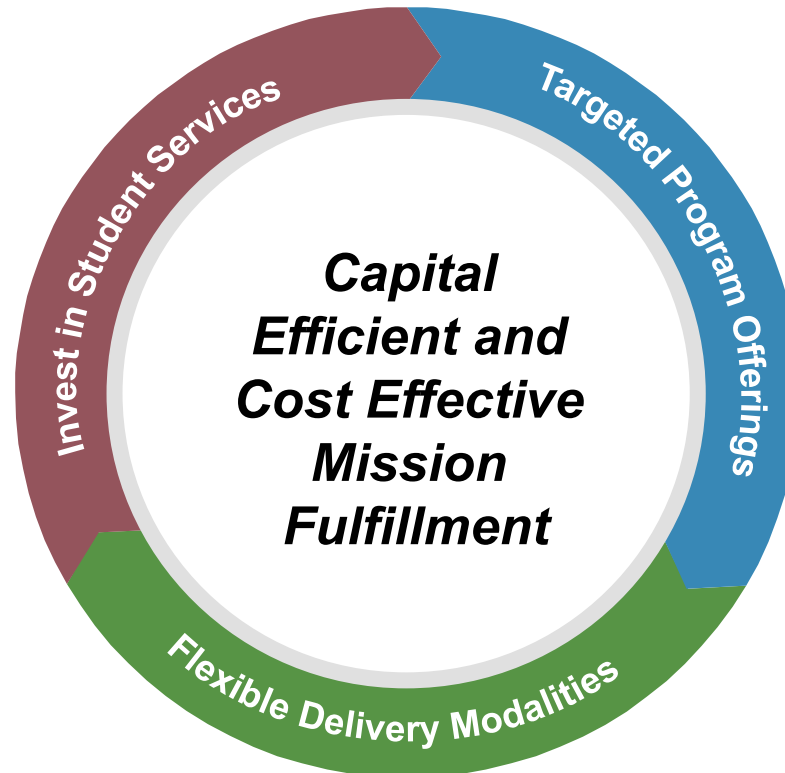 Invest in Student Services
Targeted Program Offerings
Capital
Efficient and
Cost Effective
Mission
Fulfillment
Flexible Delivery Modalities